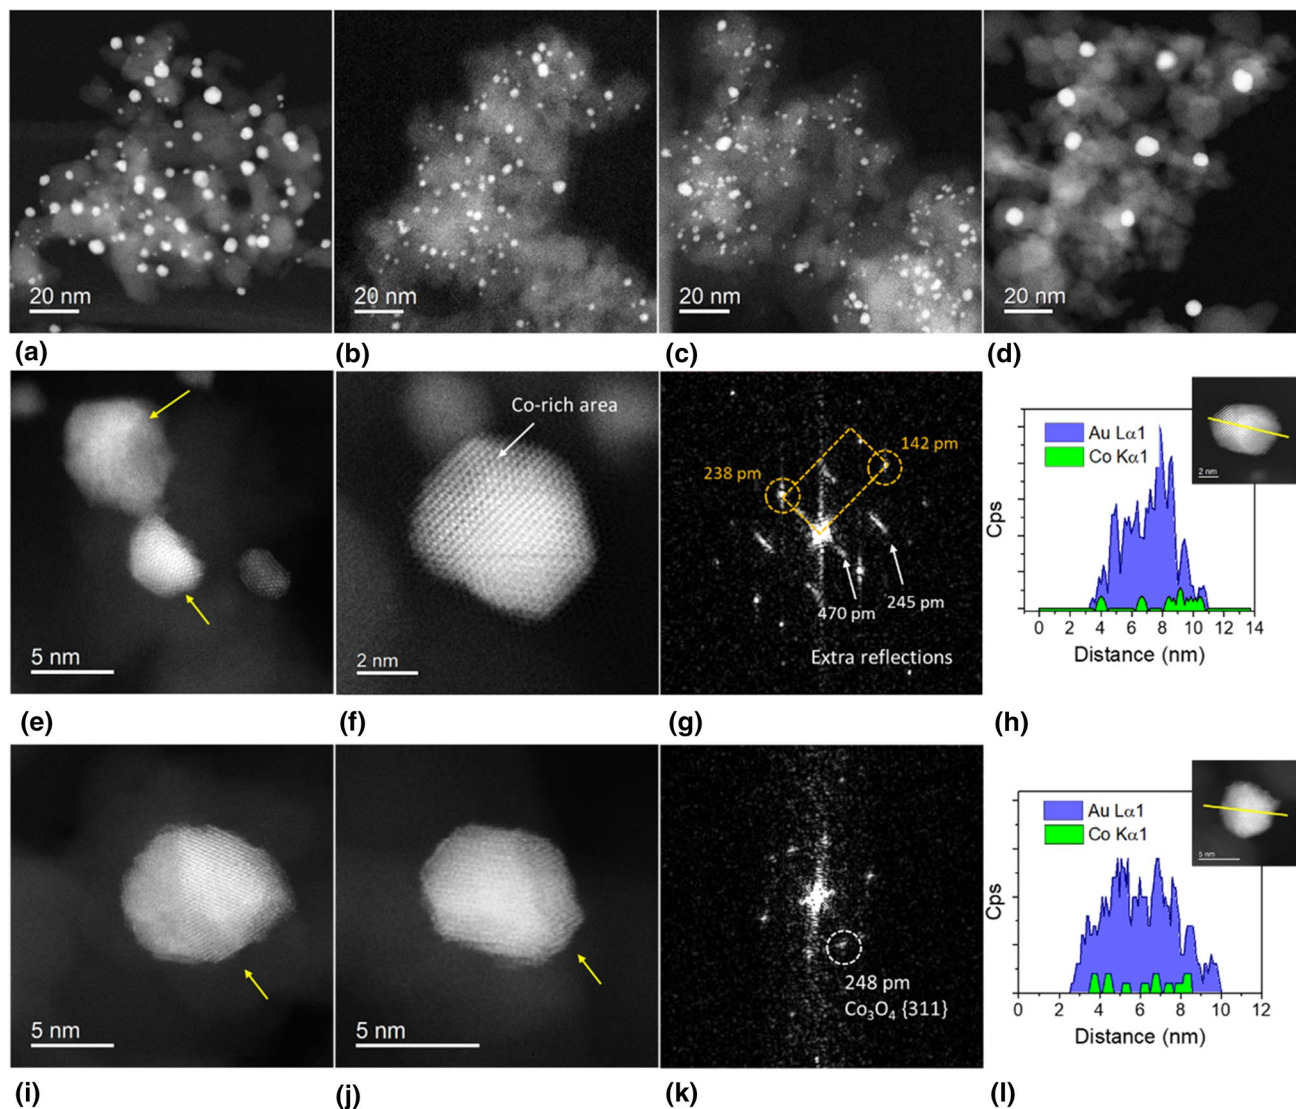 20 nm
20 nm
20 nm
20 nm
(a)
(b)
(c)
(d)
5 nm
(e)
Co-rich area
2 nm
(f)
238 pm
142 pm
470 pm
245 pm
Extra reflections
(g)
Au Lα1
Co Kα1
2 nm
Cps
0 2 4 6 8 10 12 14
Distance (nm)
(h)
5 nm
(i)
5 nm
(j)
248 pm
Co₃O₄ {311}
(k)
Au Lα1
Co Kα1
5 nm
Cps
0 2 4 6 8 10 12
Distance (nm)
(l)